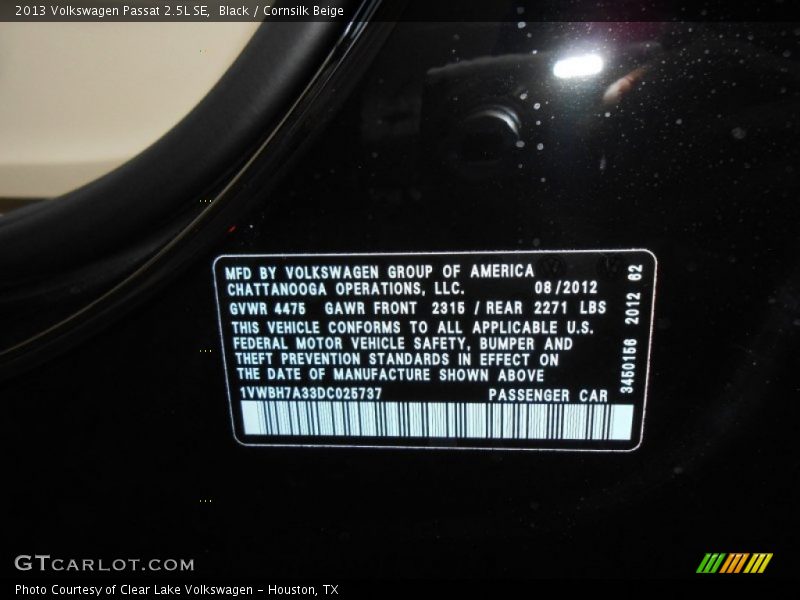 2013 Volkswagen Passat 2.5L SE,  Black / Cornsilk Beige
MFD BY VOLKSWAGEN GROUP OF AMERICA
CHATTANOOGA OPERATIONS, LLC. 08/2012
GVWR 4475 GAWR FRONT 2315 / REAR 2271 LBS
THIS VEHICLE CONFORMS TO ALL APPLICABLE U.S.
FEDERAL MOTOR VEHICLE SAFETY, BUMPER AND
THEFT PREVENTION STANDARDS IN EFFECT ON
THE DATE OF MANUFACTURE SHOWN ABOVE
1VWBH7A33DC025737 PASSENGER CAR
3450156 2012 62
GTCARLOT.COM
Photo Courtesy of Clear Lake Volkswagen - Houston, TX